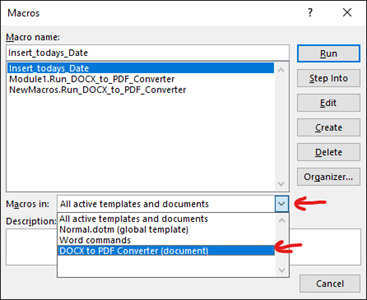 Macros
Macro name:
Insert_todays_Date
Run
Insert_todays_Date
Module1.Run_DOCX_to_PDF_Converter
NewMacros.Run_DOCX_to_PDF_Converter
Step Into
Edit
Create
Delete
Organizer...
Macros in:
All active templates and documents
Description:
All active templates and documents
Normal.dotm (global template)
Word commands
DOCX to PDF Converter (document)
Cancel